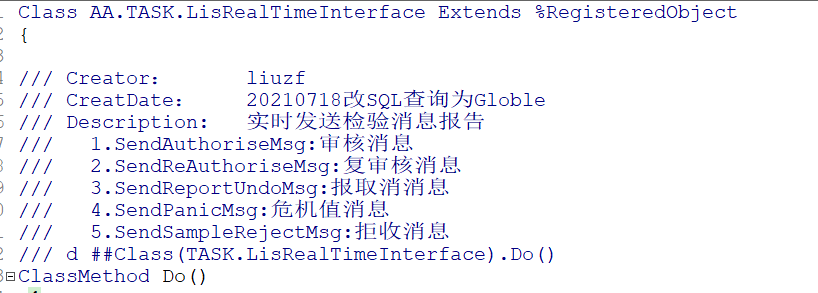 Class AA.TASK.LisRealTimeInterface Extends %RegisteredObject
{
/// Creator:       liuzf
/// CreatDate:     20210718改SQL查询为Globle
/// Description:   实时发送检验消息报告
///   1.SendAuthoriseMsg:审核消息
///   2.SendReAuthoriseMsg:复审核消息
///   3.SendReportUndoMsg:报取消消息
///   4.SendPanicMsg:危机值消息
///   5.SendSampleRejectMsg:拒收消息
/// d ##Class(TASK.LisRealTimeInterface).Do()
ClassMethod Do()